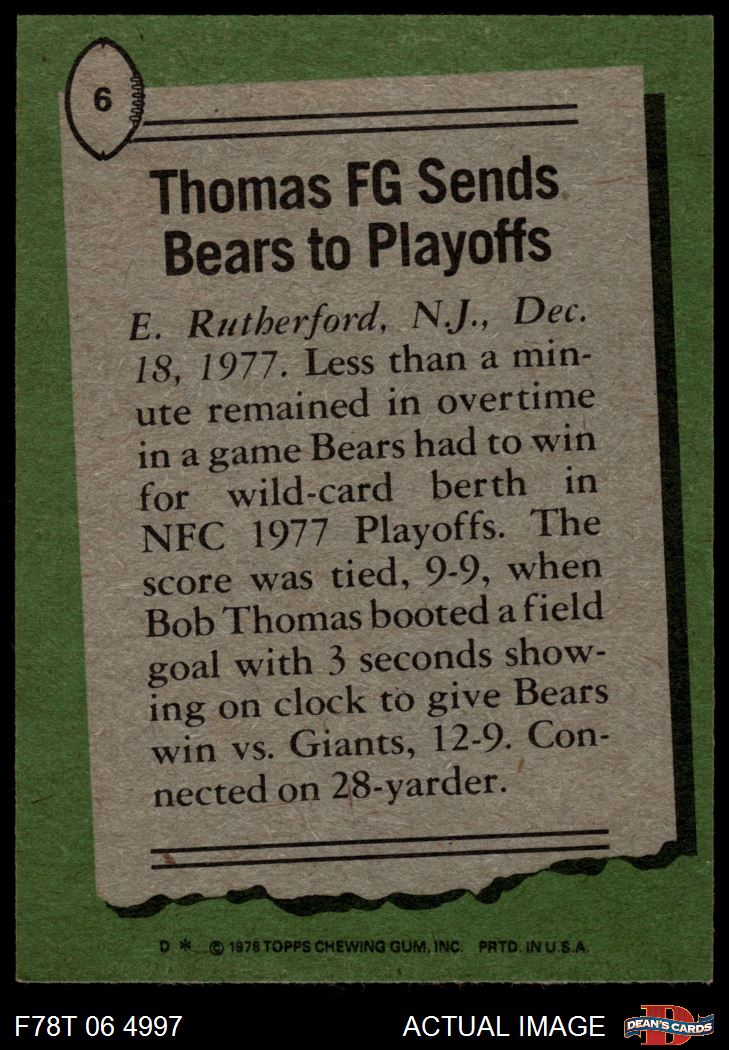 6
Thomas FG Sends
Bears to Playoffs
E. Rutherford, N.J., Dec.
18, 1977. Less than a min-
ute remained in overtime
in a game Bears had to win
for wild-card berth in
NFC 1977 Playoffs. The
score was tied, 9-9, when
Bob Thomas booted a field
goal with 3 seconds show-
ing on clock to give Bears
win vs. Giants, 12-9. Con-
nected on 28-yarder.
D * © 1978 TOPPS CHEWING GUM, INC. PRTD. IN U.S.A.
F78T 06 4997 ACTUAL IMAGE DEAN'S CARDS